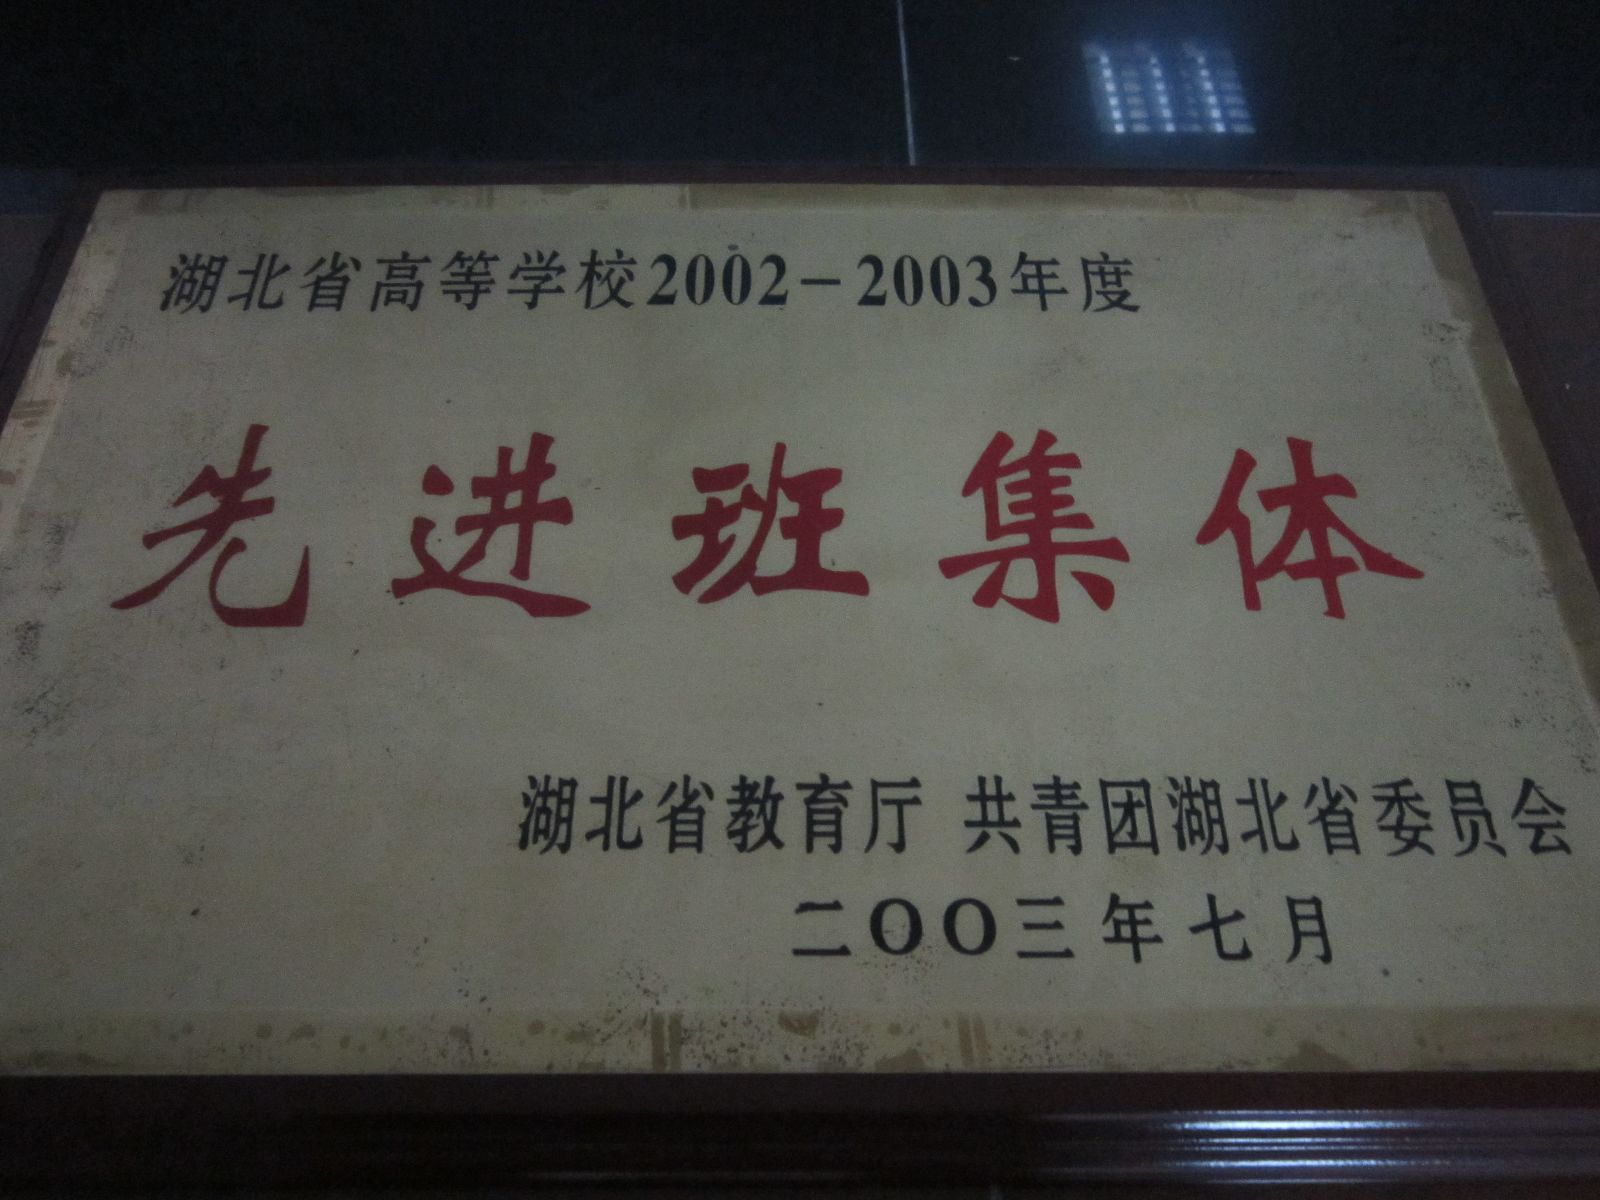 湖北省高等学校2002-2003年度
先进班集体
湖北省教育厅 共青团湖北省委员会
二〇〇三年七月